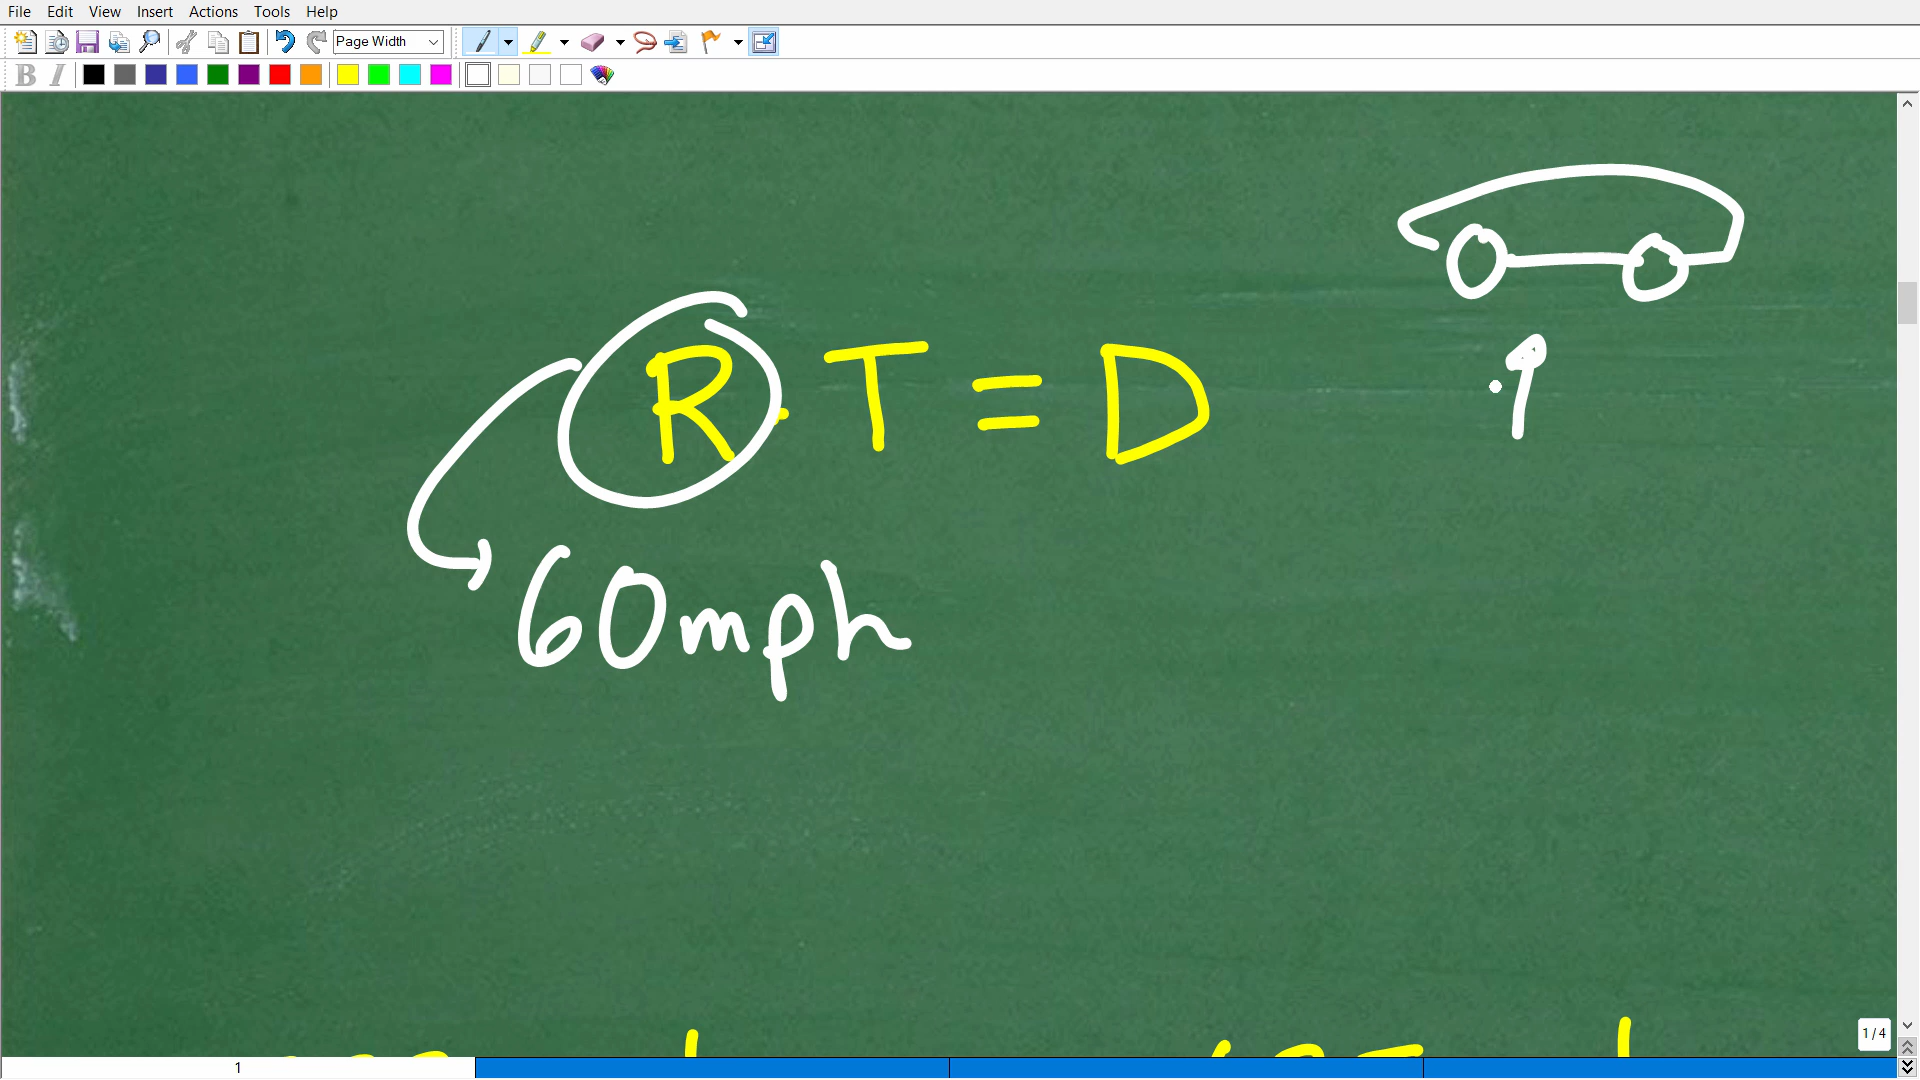 File Edit View Insert Actions Tools Help
Page Width
B I
R · T = D
60mph
1 / 4
1